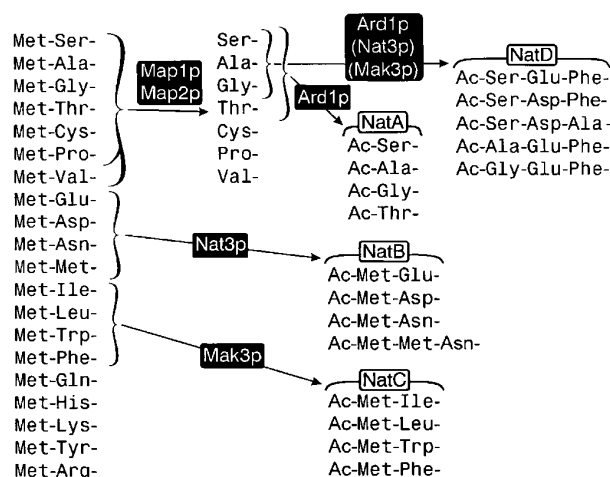 Met-Ser-
Met-Ala-
Met-Gly-
Met-Thr-
Met-Cys-
Met-Pro-
Met-Val-
Met-Glu-
Met-Asp-
Met-Asn-
Met-Met-
Met-Ile-
Met-Leu-
Met-Trp-
Met-Phe-
Met-Gln-
Met-His-
Met-Lys-
Met-Tyr-
Met-Arg-
Map1p
Map2p
Ser-
Ala-
Gly-
Thr-
Cys-
Pro-
Val-
Ard1p
(Nat3p)
(Mak3p)
NatD
Ac-Ser-Glu-Phe-
Ac-Ser-Asp-Phe-
Ac-Ser-Asp-Ala-
Ac-Ala-Glu-Phe-
Ac-Gly-Glu-Phe-
Ard1p
NatA
Ac-Ser-
Ac-Ala-
Ac-Gly-
Ac-Thr-
Nat3p
NatB
Ac-Met-Glu-
Ac-Met-Asp-
Ac-Met-Asn-
Ac-Met-Met-Asn-
Mak3p
NatC
Ac-Met-Ile-
Ac-Met-Leu-
Ac-Met-Trp-
Ac-Met-Phe-